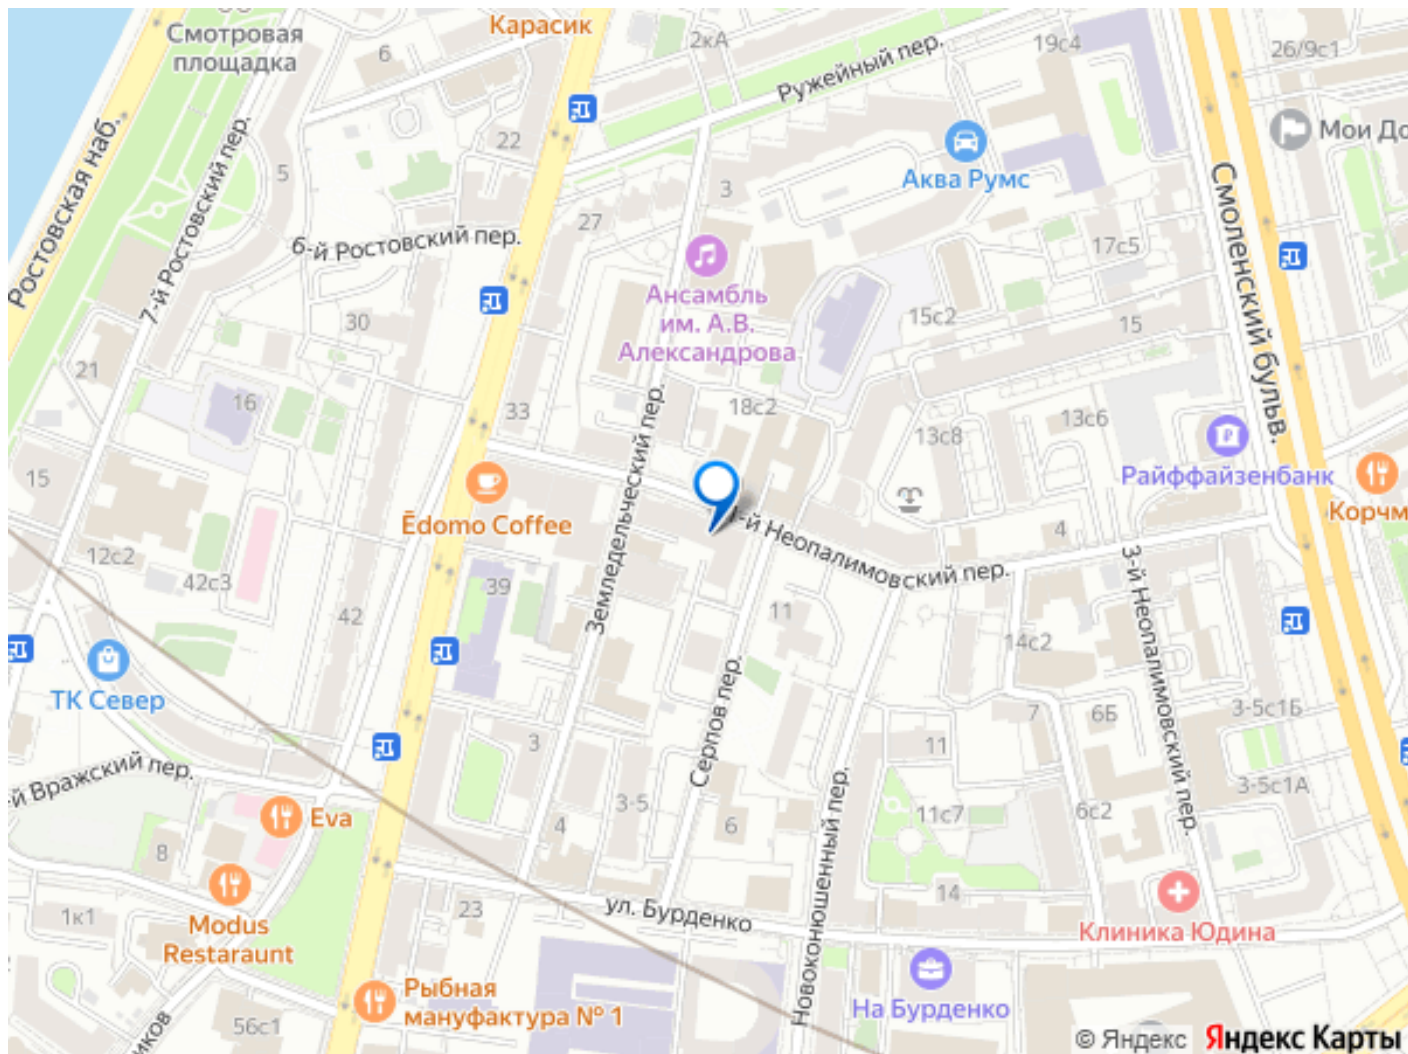 Смотровая
площадка
Карасик
6
2кА
Ружейный пер.
19с4
26/9с1
Мои До
Ростовская наб.
7-й Ростовский пер.
5
22
Аква Румс
3
Смоленский бульв.
6-й Ростовский пер.
27
17с5
Ансамбль
им. А.В.
Александрова
15с2
15
30
21
16
33
18с2
13с6
13с8
Райффайзенбанк
Корчм
15
Ēdomo Coffee
Земледельческий пер.
1-й Неопалимовский пер.
4
3-й Неопалимовский пер.
12с2
42с3
39
42
11
14с2
ТК Север
Серпов пер.
7
6Б
3-5с1Б
3
11
й Вражский пер.
3-5с1А
Eva
3-5
4
6
11с7
6с2
Новоконюшенный пер.
8
Modus
Restaraunt
1к1
23
ул. Бурденко
14
Клиника Юдина
Рыбная
мануфактура № 1
На Бурденко
56с1
иков
© Яндекс
Яндекс Карты